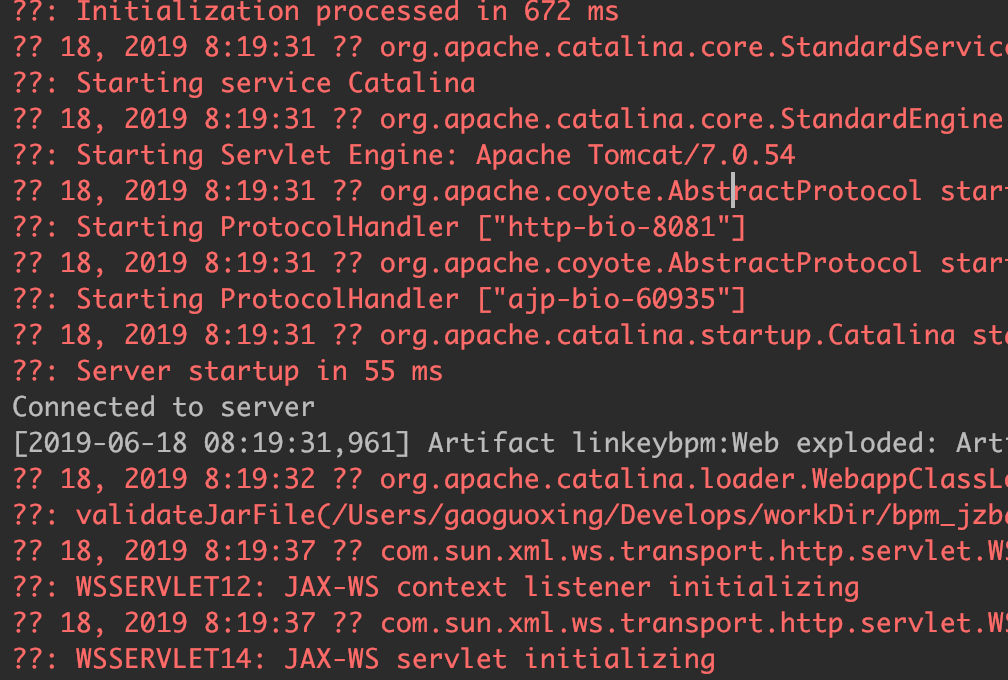 ??: Initialization processed in 672 ms
?? 18, 2019 8:19:31 ?? org.apache.catalina.core.StandardServic
??: Starting service Catalina
?? 18, 2019 8:19:31 ?? org.apache.catalina.core.StandardEngine
??: Starting Servlet Engine: Apache Tomcat/7.0.54
?? 18, 2019 8:19:31 ?? org.apache.coyote.AbstractProtocol star
??: Starting ProtocolHandler ["http-bio-8081"]
?? 18, 2019 8:19:31 ?? org.apache.coyote.AbstractProtocol star
??: Starting ProtocolHandler ["ajp-bio-60935"]
?? 18, 2019 8:19:31 ?? org.apache.catalina.startup.Catalina sta
??: Server startup in 55 ms
Connected to server
[2019-06-18 08:19:31,961] Artifact linkeybpm:Web exploded: Art
?? 18, 2019 8:19:32 ?? org.apache.catalina.loader.WebappClassLo
??: validateJarFile(/Users/gaoguoxing/Develops/workDir/bpm_jzb
?? 18, 2019 8:19:37 ?? com.sun.xml.ws.transport.http.servlet.WS
??: WSSERVLET12: JAX-WS context listener initializing
?? 18, 2019 8:19:37 ?? com.sun.xml.ws.transport.http.servlet.WS
??: WSSERVLET14: JAX-WS servlet initializing